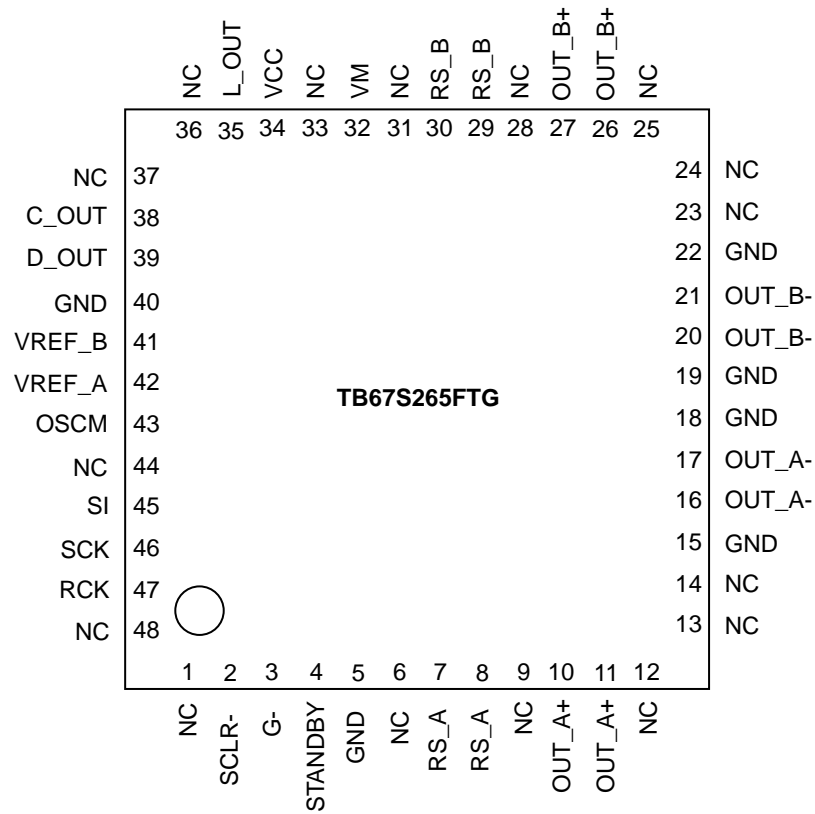 NC L_OUT VCC NC VM NC RS_B RS_B NC OUT_B+ OUT_B+ NC
36 35 34 33 32 31 30 29 28 27 26 25
NC 37
C_OUT 38
D_OUT 39
GND 40
VREF_B 41
VREF_A 42
OSCM 43
NC 44
SI 45
SCK 46
RCK 47
NC 48
TB67S265FTG
24 NC
23 NC
22 GND
21 OUT_B-
20 OUT_B-
19 GND
18 GND
17 OUT_A-
16 OUT_A-
15 GND
14 NC
13 NC
1 2 3 4 5 6 7 8 9 10 11 12
NC SCLR- G- STANDBY GND NC RS_A RS_A NC OUT_A+ OUT_A+ NC